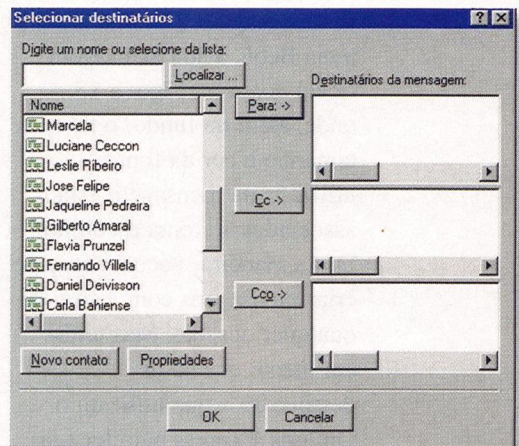 Selecionar destinatários
Digite um nome ou selecione da lista:
Localizar ...
Destinatários da mensagem:
Nome
Marcela
Luciane Ceccon
Leslie Ribeiro
Jose Felipe
Jaqueline Pedreira
Gilberto Amaral
Flavia Prunzel
Fernando Villela
Daniel Deivisson
Carla Bahiense
Para: ->
Cc ->
Cco ->
Novo contato
Propriedades
OK
Cancelar